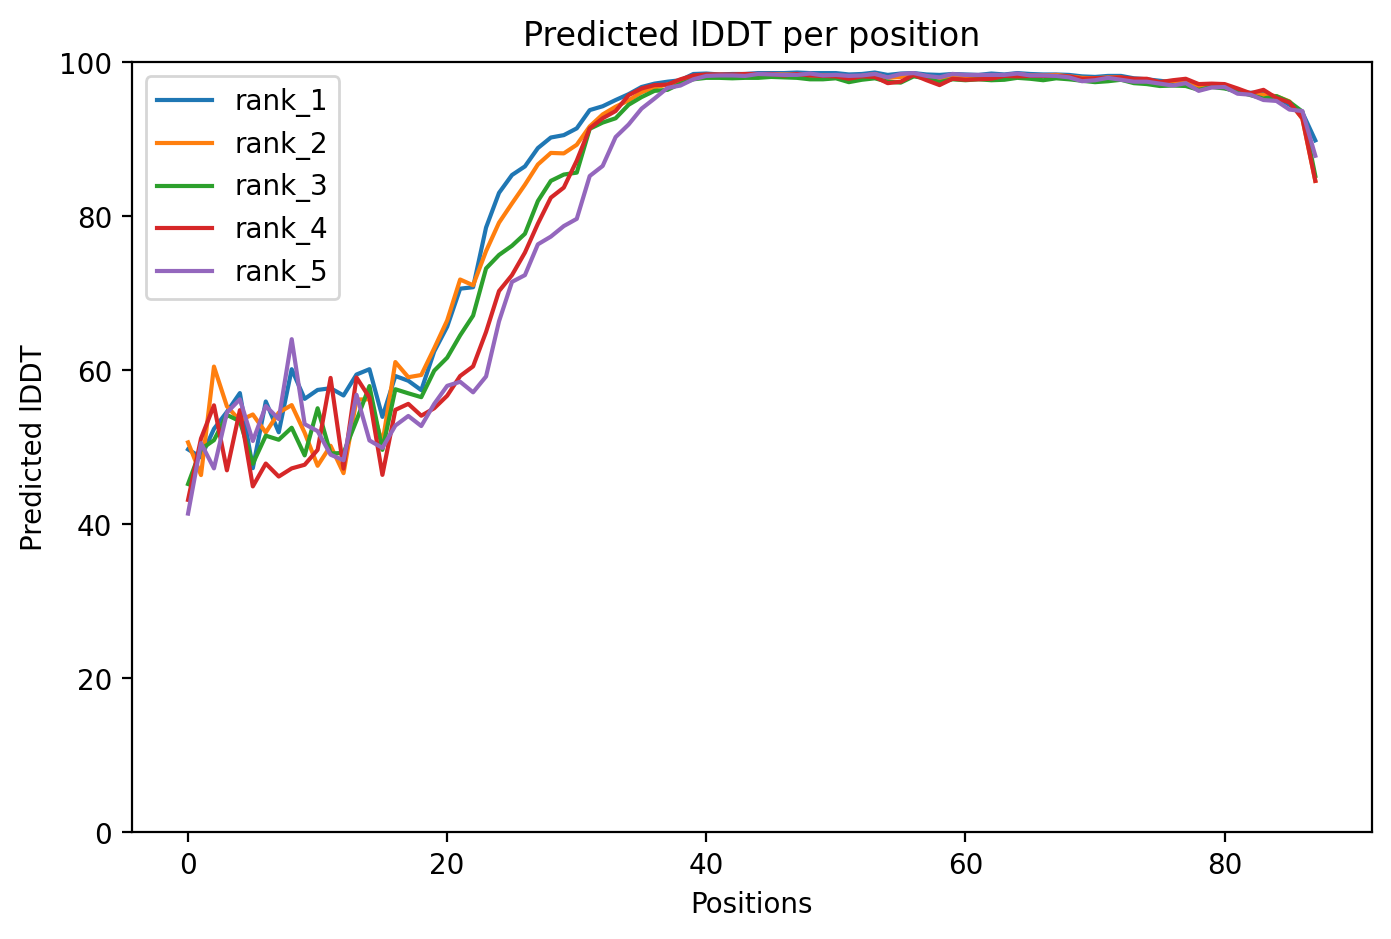 Predicted lDDT per position
100
80
60
40
20
0
rank_1
rank_2
rank_3
rank_4
rank_5
Predicted lDDT
0 20 40 60 80
Positions